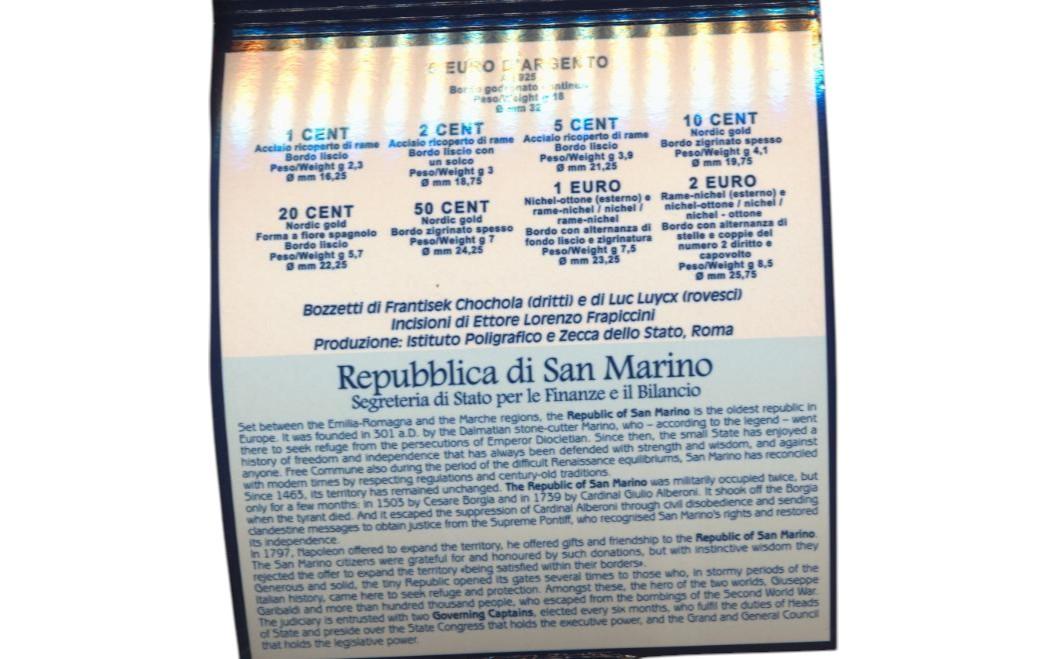 5 EURO D'ARGENTO
925
Bordo godronato continuo
Peso/Weight g 18
Ø mm 32
1 CENT
Acciaio ricoperto di rame
Bordo liscio
Peso/Weight g 2,3
Ø mm 16,25
2 CENT
Acciaio ricoperto di rame
Bordo liscio con
un solco
Peso/Weight g 3
Ø mm 18,75
5 CENT
Acciaio ricoperto di rame
Bordo liscio
Peso/Weight g 3,9
Ø mm 21,25
10 CENT
Nordic gold
Bordo zigrinato spesso
Peso/Weight g 4,1
Ø mm 19,75
20 CENT
Nordic gold
Forma a fiore spagnolo
Bordo liscio
Peso/Weight g 5,7
Ø mm 22,25
50 CENT
Nordic gold
Bordo zigrinato spesso
Peso/Weight g 7
Ø mm 24,25
1 EURO
Nichel-ottone (esterno) e
rame-nichel / nichel /
rame-nichel
Bordo con alternanza di
fondo liscio e zigrinatura
Peso/Weight g 7,5
Ø mm 23,25
2 EURO
Rame-nichel (esterno) e
nichel-ottone / nichel /
nichel - ottone
Bordo con alternanza di
stelle e coppie del
numero 2 diritto e
capovolto
Peso/Weight g 8,5
Ø mm 25,75
Bozzetti di Frantisek Chochola (dritti) e di Luc Luycx (rovesci)
Incisioni di Ettore Lorenzo Frapiccini
Produzione: Istituto Poligrafico e Zecca dello Stato, Roma
Repubblica di San Marino
Segreteria di Stato per le Finanze e il Bilancio
Set between the Emilia-Romagna and the Marche regions, the Republic of San Marino is the oldest republic in
Europe. It was founded in 301 a.D. by the Dalmatian stone-cutter Marino, who – according to the legend – went
there to seek refuge from the persecutions of Emperor Diocletian. Since then, the small State has enjoyed a
history of freedom and independence that has always been defended with strength and wisdom, and against
anyone. Free Commune also during the period of the difficult Renaissance equilibriums, San Marino has reconciled
with modern times by respecting regulations and century-old traditions.
Since 1463, its territory has remained unchanged. The Republic of San Marino was militarily occupied twice, but
only for a few months: in 1503 by Cesare Borgia and in 1739 by Cardinal Giulio Alberoni. It shook off the Borgia
when the tyrant died. And it escaped the suppression of Cardinal Alberoni through civil disobedience and sending
clandestine messages to obtain justice from the Supreme Pontiff, who recognised San Marino's rights and restored
its independence.
In 1797, Napoleon offered to expand the territory, he offered gifts and friendship to the Republic of San Marino.
The San Marino citizens were grateful for and honoured by such donations, but with instinctive wisdom they
rejected the offer to expand the territory «being satisfied within their borders».
Generous and solid, the tiny Republic opened its gates several times to those who, in stormy periods of the
Italian history, came here to seek refuge and protection. Amongst these, the hero of the two worlds, Giuseppe
Garibaldi and more than hundred thousand people, who escaped from the bombings of the Second World War.
The judiciary is entrusted with two Governing Captains, elected every six months, who fulfil the duties of Heads
of State and preside over the State Congress that holds the executive power, and the Grand and General Council
that holds the legislative power.